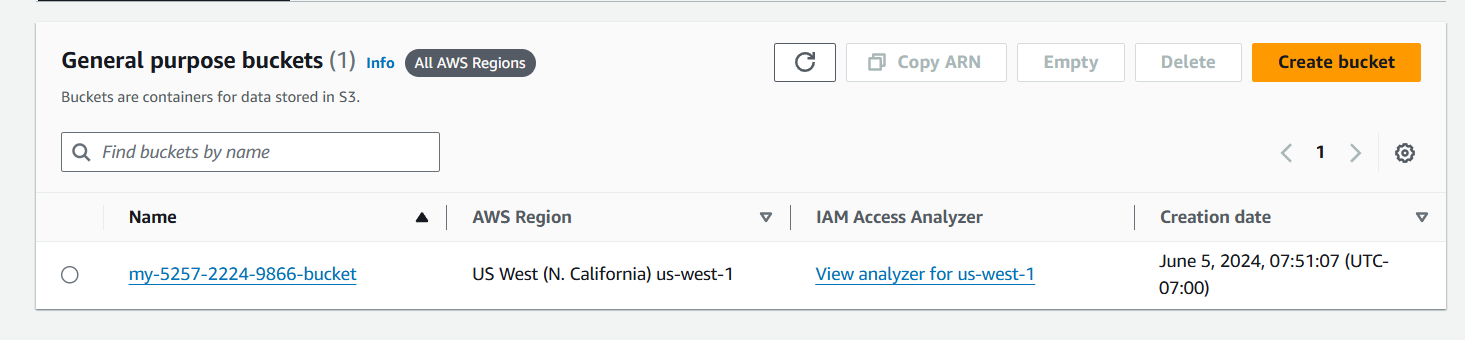 General purpose buckets (1) Info All AWS Regions
Copy ARN
Empty
Delete
Create bucket
Buckets are containers for data stored in S3.
Find buckets by name
1
Name
AWS Region
IAM Access Analyzer
Creation date
my-5257-2224-9866-bucket
US West (N. California) us-west-1
View analyzer for us-west-1
June 5, 2024, 07:51:07 (UTC-
07:00)